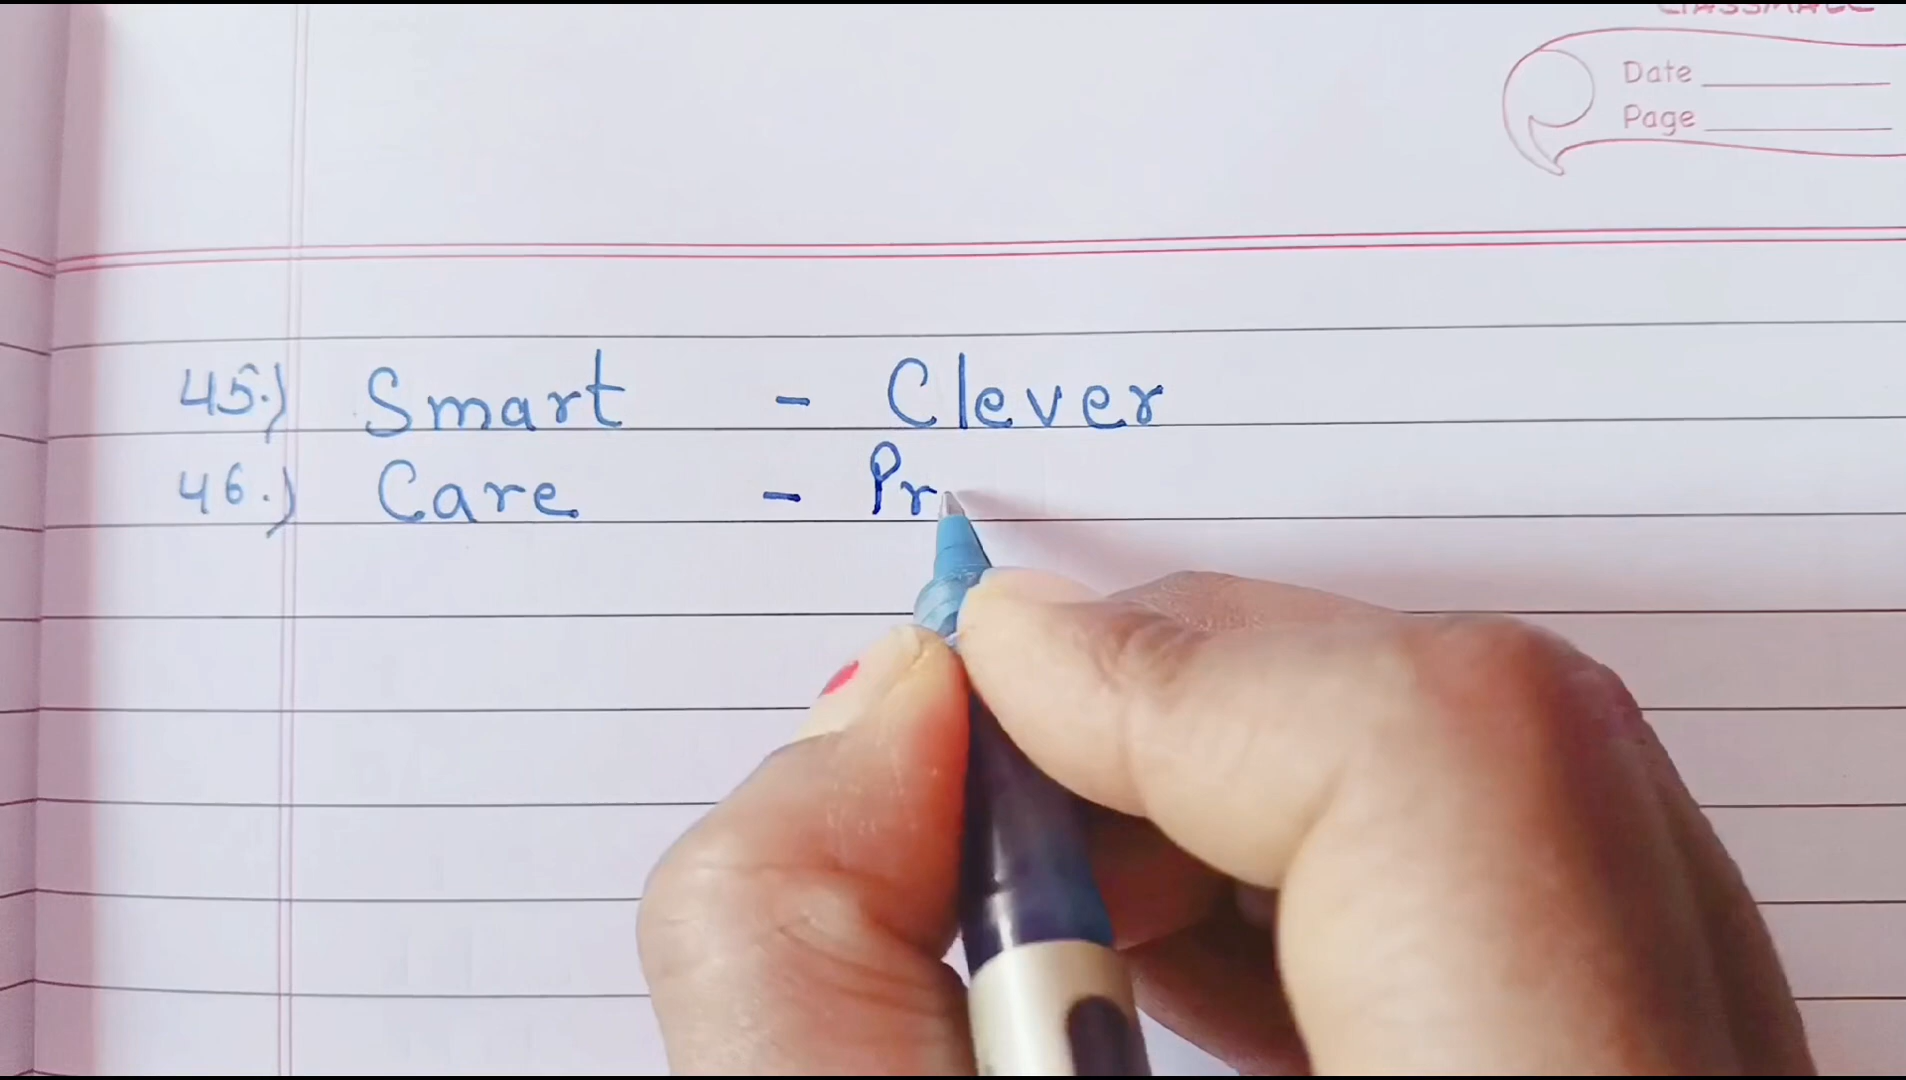 Date
Page
45.) Smart - Clever
46.) Care - Pr